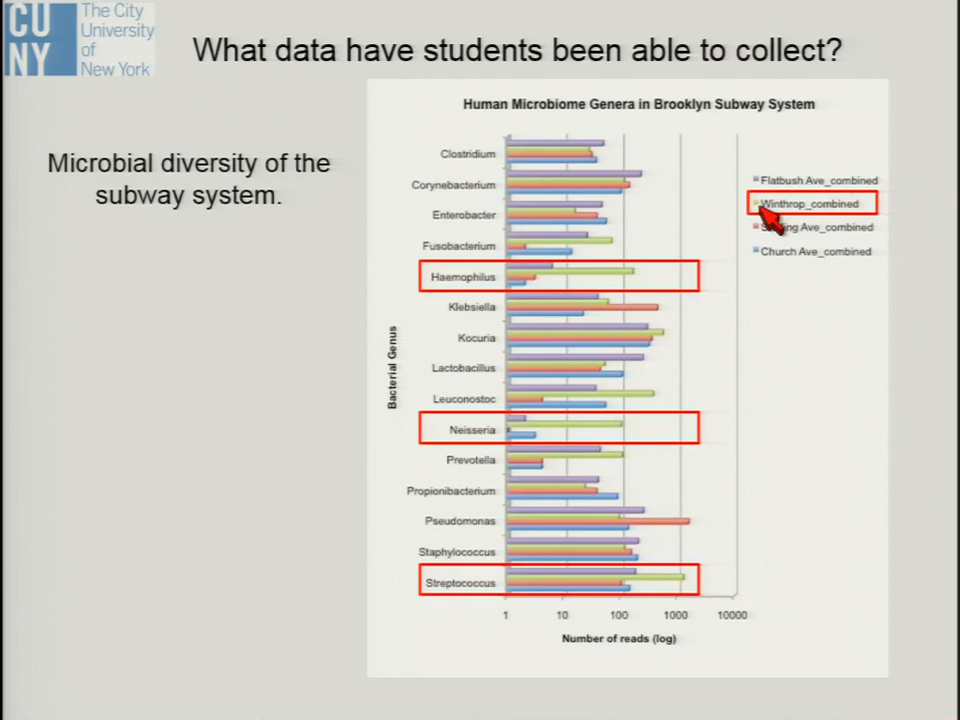 CU
NY
The City
University
of
New York
What data have students been able to collect?
Microbial diversity of the
subway system.
Human Microbiome Genera in Brooklyn Subway System
Bacterial Genus
Clostridium
Corynebacterium
Enterobacter
Fusobacterium
Haemophilus
Klebsiella
Kocuria
Lactobacillus
Leuconostoc
Neisseria
Prevotella
Propionibacterium
Pseudomonas
Staphylococcus
Streptococcus
1 10 100 1000 10000
Number of reads (log)
Flatbush Ave_combined
Winthrop_combined
Ave_combined
Church Ave_combined